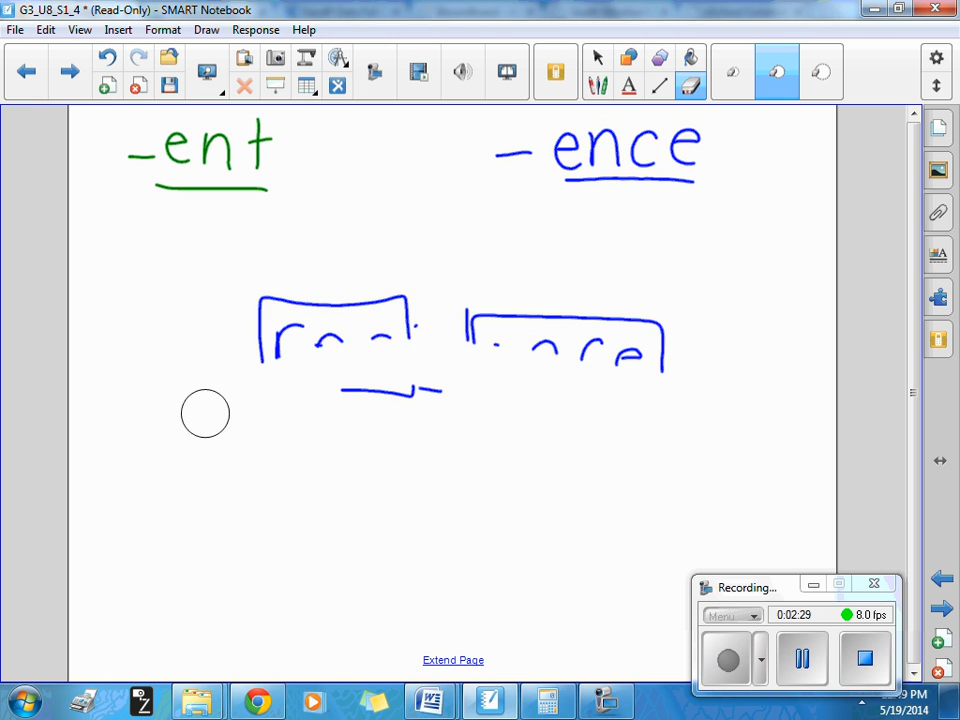 G3_U8_S1_4 * (Read-Only) - SMART Notebook
File Edit View Insert Format Draw Response Help
-ent -ence
Recording...
Menu 0:02:29 8.0 fps
Extend Page
5/19/2014